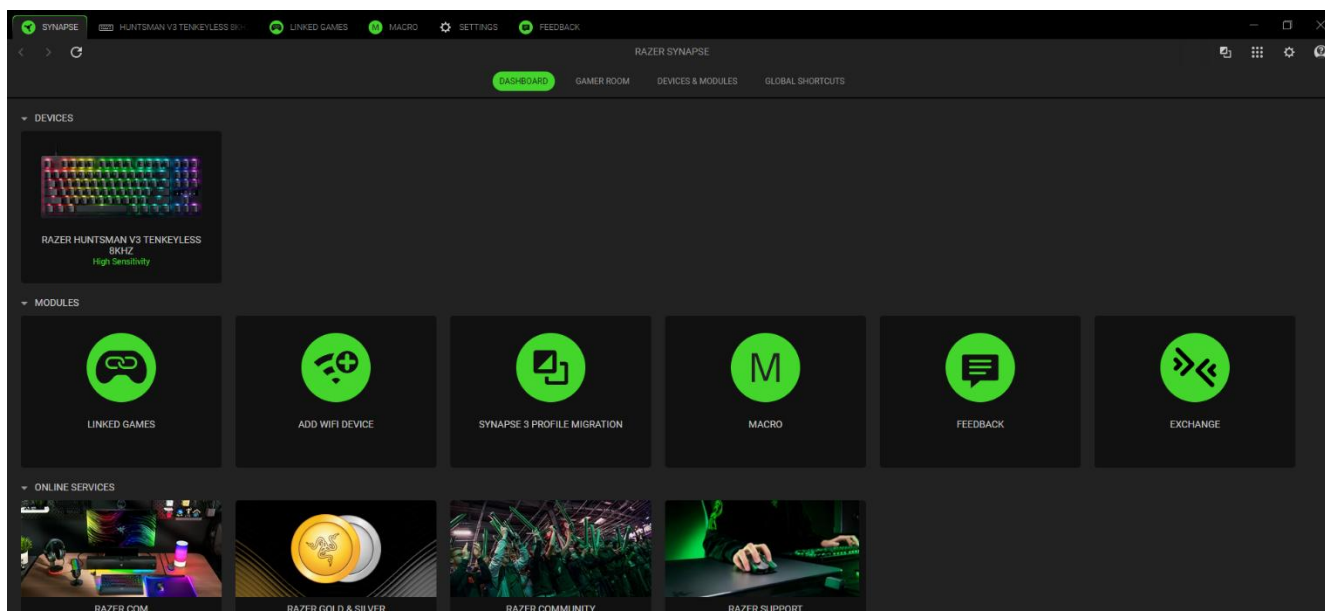 SYNAPSE
HUNTSMAN V3 TENKEYLESS
LINKED GAMES
M
MACRO
SETTINGS
FEEDBACK
RAZER SYNAPSE
DASHBOARD
GAMER ROOM
DEVICES & MODULES
GLOBAL SHORTCUTS
DEVICES
RAZER HUNTSMAN V3 TENKEYLESS
8KHZ
High Sensitivity
MODULES
M
LINKED GAMES
ADD WIFI DEVICE
SYNAPSE 3 PROFILE MIGRATION
MACRO
FEEDBACK
EXCHANGE
ONLINE SERVICES
RAZER.COM
RAZER GOLD & SILVER
RAZER COMMUNITY
RAZER SUPPORT